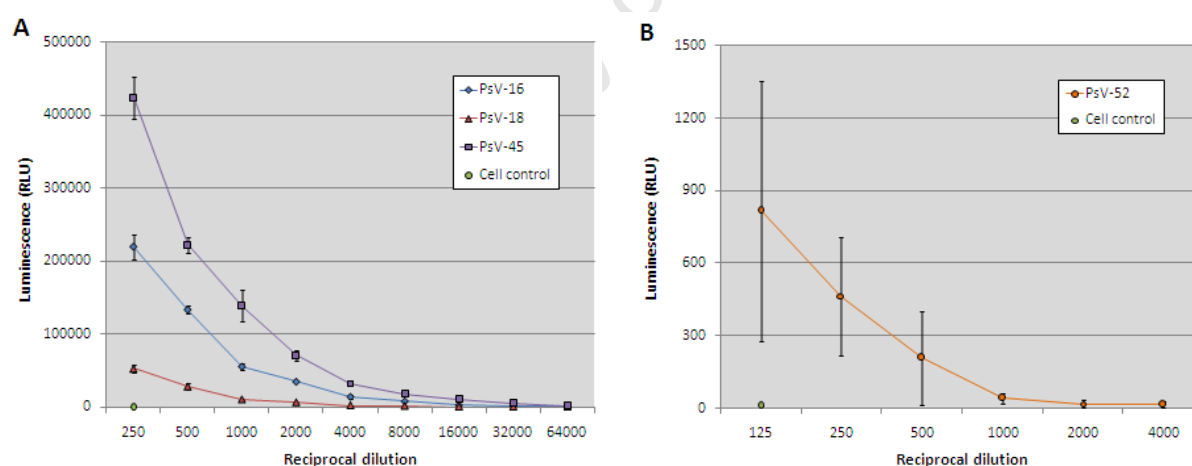 A
500000
400000
300000
200000
100000
0
Luminescence (RLU)
PsV-16
PsV-18
PsV-45
Cell control
250 500 1000 2000 4000 8000 16000 32000 64000
Reciprocal dilution
B
1500
1200
900
600
300
0
Luminescence (RLU)
PsV-52
Cell control
125 250 500 1000 2000 4000
Reciprocal dilution